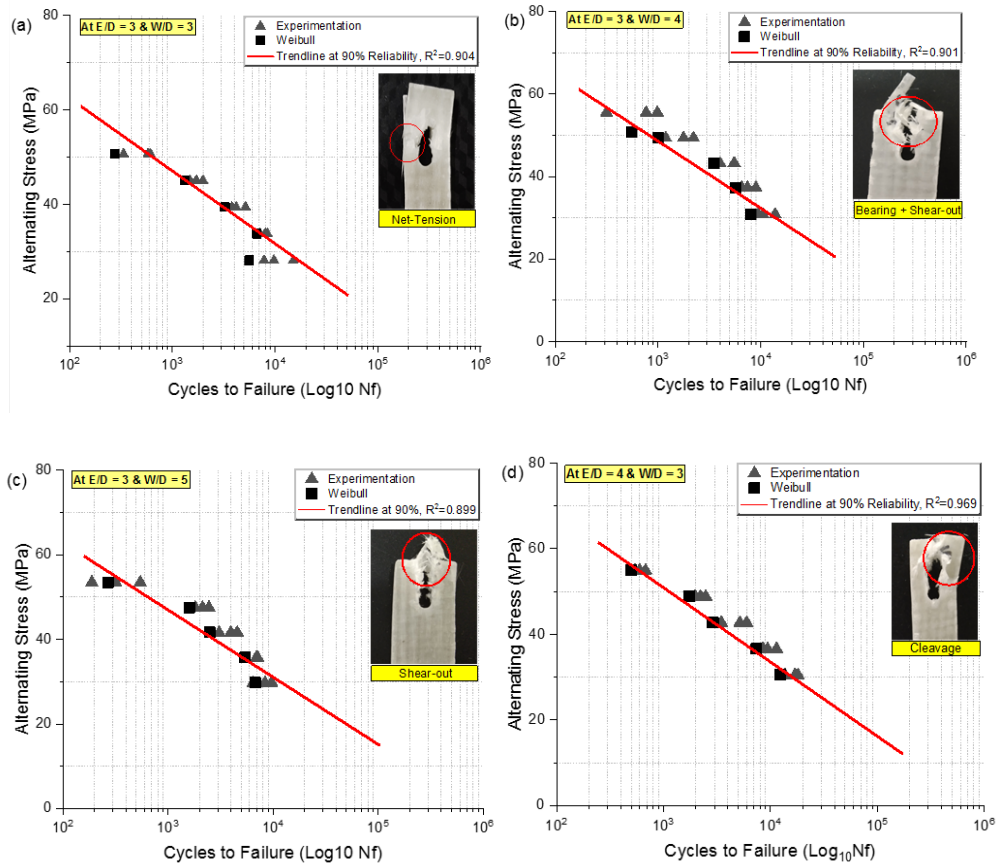 (a)
At E/D = 3 & W/D = 3
Experimentation
Weibull
Trendline at 90% Reliability, R²=0.904
Net-Tension
80
60
40
20
10² 10³ 10⁴ 10⁵ 10⁶
Alternating Stress (MPa)
Cycles to Failure (Log10 Nf)
(b)
At E/D = 3 & W/D = 4
Experimentation
Weibull
Trendline at 90% Reliability, R²=0.901
Bearing + Shear-out
80
60
40
20
0
10² 10³ 10⁴ 10⁵ 10⁶
Alternating Stress (MPa)
Cycles to Failure (Log10 Nf)
(c)
At E/D = 3 & W/D = 5
Experimentation
Weibull
Trendline at 90%, R²=0.899
Shear-out
80
60
40
20
0
10² 10³ 10⁴ 10⁵ 10⁶
Alternating Stress (MPa)
Cycles to Failure (Log10 Nf)
(d)
At E/D = 4 & W/D = 3
Experimentation
Weibull
Trendline at 90% Reliability, R²=0.969
Cleavage
80
60
40
20
0
10² 10³ 10⁴ 10⁵ 10⁶
Alternating Stress (MPa)
Cycles to Failure (Log₁₀Nf)